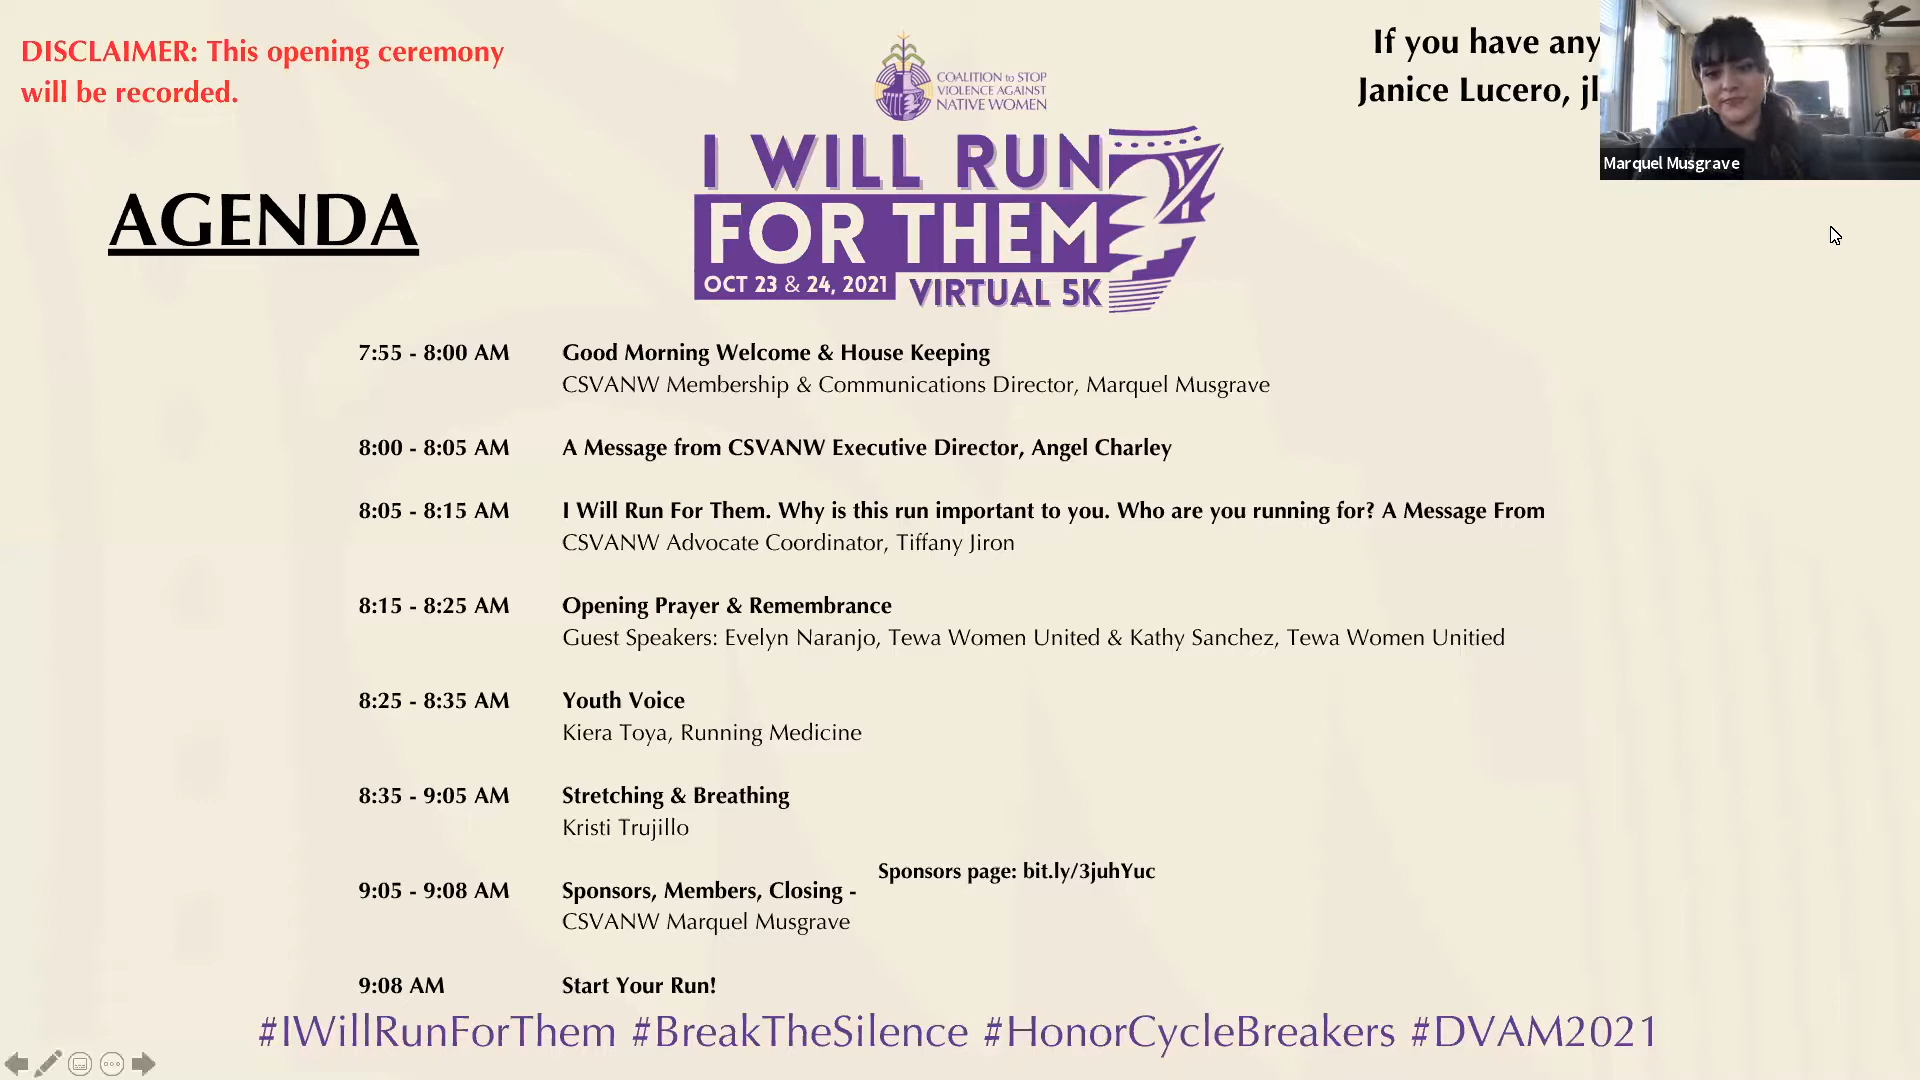 DISCLAIMER: This opening ceremony
will be recorded.
COALITION to STOP
VIOLENCE AGAINST
NATIVE WOMEN
If you have any
Janice Lucero, jl
Marquel Musgrave
AGENDA
I WILL RUN
FOR THEM
OCT 23 & 24, 2021
VIRTUAL 5K
7:55 - 8:00 AM Good Morning Welcome & House Keeping
CSVANW Membership & Communications Director, Marquel Musgrave
8:00 - 8:05 AM A Message from CSVANW Executive Director, Angel Charley
8:05 - 8:15 AM I Will Run For Them. Why is this run important to you. Who are you running for? A Message From
CSVANW Advocate Coordinator, Tiffany Jiron
8:15 - 8:25 AM Opening Prayer & Remembrance
Guest Speakers: Evelyn Naranjo, Tewa Women United & Kathy Sanchez, Tewa Women Unitied
8:25 - 8:35 AM Youth Voice
Kiera Toya, Running Medicine
8:35 - 9:05 AM Stretching & Breathing
Kristi Trujillo
Sponsors page: bit.ly/3juhYuc
9:05 - 9:08 AM Sponsors, Members, Closing -
CSVANW Marquel Musgrave
9:08 AM Start Your Run!
#IWillRunForThem #BreakTheSilence #HonorCycleBreakers #DVAM2021